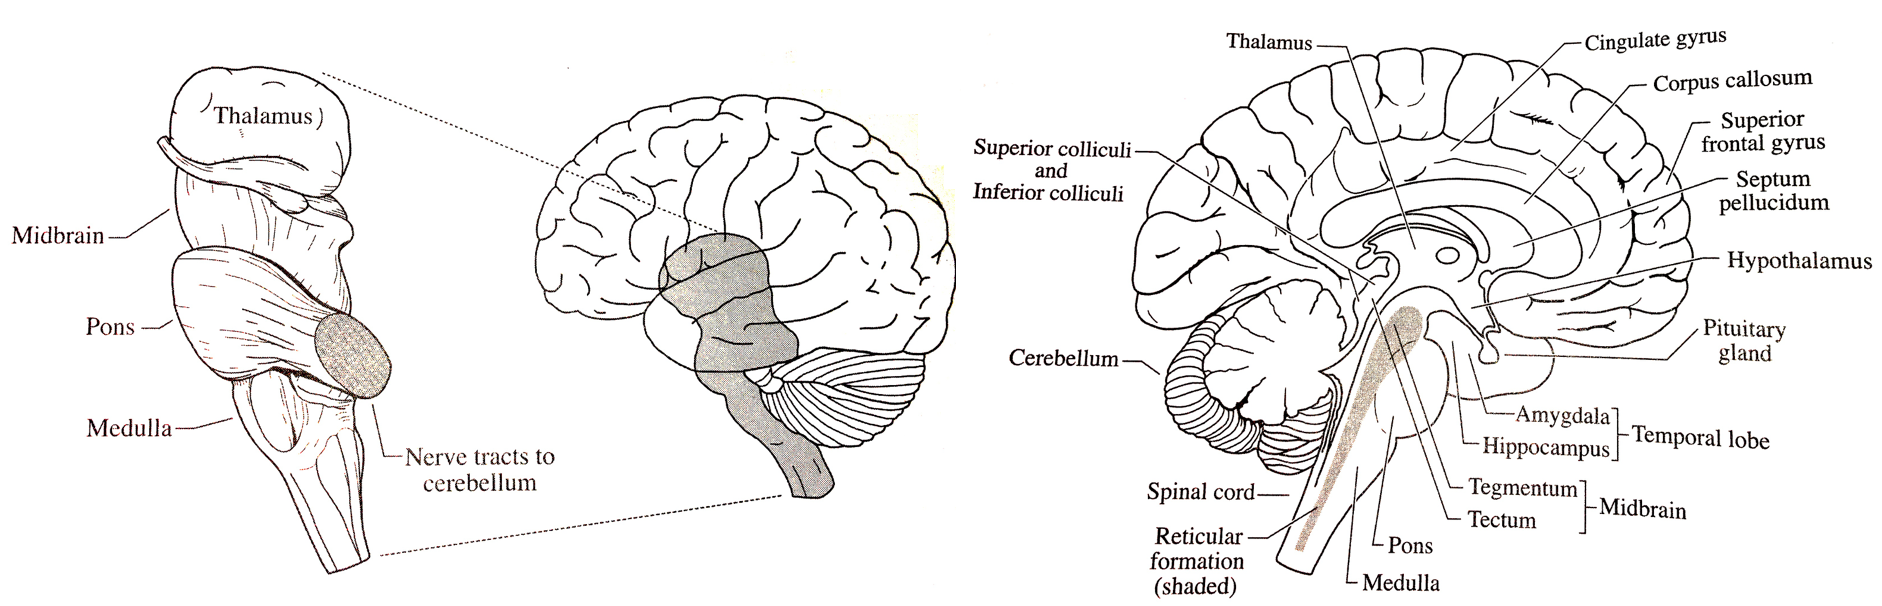 Thalamus
Midbrain
Pons
Medulla
Nerve tracts to
cerebellum
Thalamus
Cingulate gyrus
Corpus callosum
Superior
frontal gyrus
Superior colliculi
and
Inferior colliculi
Septum
pellucidum
Hypothalamus
Pituitary
gland
Cerebellum
Amygdala
Hippocampus
Temporal lobe
Spinal cord
Tegmentum
Tectum
Midbrain
Reticular
formation
(shaded)
Pons
Medulla